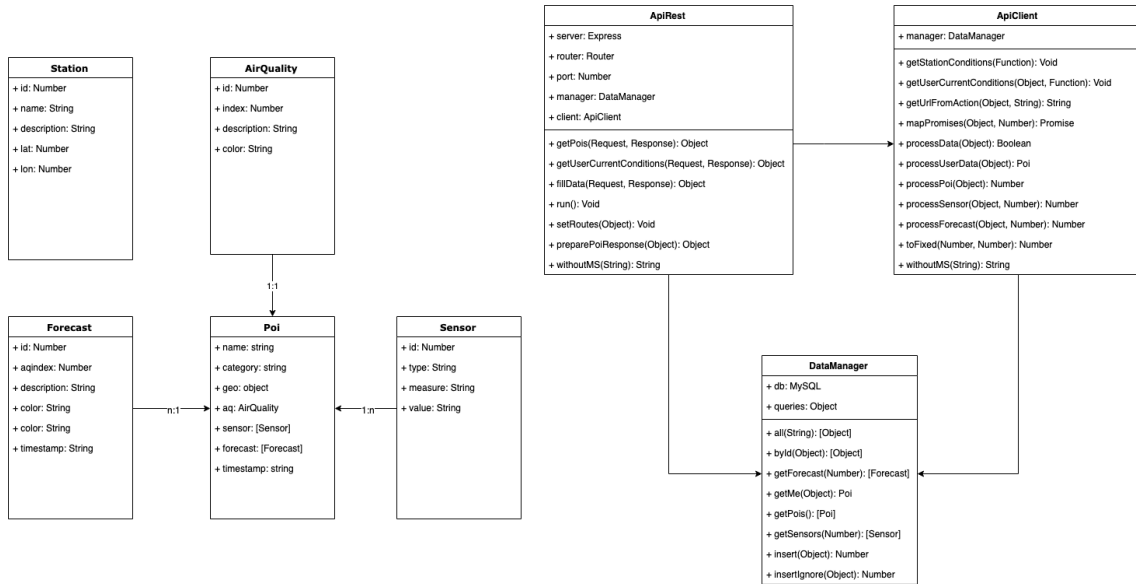 Station
+ id: Number
+ name: String
+ description: String
+ lat: Number
+ lon: Number
AirQuality
+ id: Number
+ index: Number
+ description: String
+ color: String
1:1
Forecast
+ id: Number
+ aqindex: Number
+ description: String
+ color: String
+ color: String
+ timestamp: String
n:1
Poi
+ name: string
+ category: string
+ geo: object
+ aq: AirQuality
+ sensor: [Sensor]
+ forecast: [Forecast]
+ timestamp: string
1:n
Sensor
+ id: Number
+ type: String
+ measure: String
+ value: String
ApiRest
+ server: Express
+ router: Router
+ port: Number
+ manager: DataManager
+ client: ApiClient
+ getPois(Request, Response): Object
+ getUserCurrentConditions(Request, Response): Object
+ fillData(Request, Response): Object
+ run(): Void
+ setRoutes(Object): Void
+ preparePoiResponse(Object): Object
+ withoutMS(String): String
ApiClient
+ manager: DataManager
+ getStationConditions(Function): Void
+ getUserCurrentConditions(Object, Function): Void
+ getUrlFromAction(Object, String): String
+ mapPromises(Object, Number): Promise
+ processData(Object): Boolean
+ processUserData(Object): Poi
+ processPoi(Object): Number
+ processSensor(Object, Number): Number
+ processForecast(Object, Number): Number
+ toFixed(Number, Number): Number
+ withoutMS(String): String
DataManager
+ db: MySQL
+ queries: Object
+ all(String): [Object]
+ byId(Object): [Object]
+ getForecast(Number): [Forecast]
+ getMe(Object): Poi
+ getPois(): [Poi]
+ getSensors(Number): [Sensor]
+ insert(Object): Number
+ insertIgnore(Object): Number